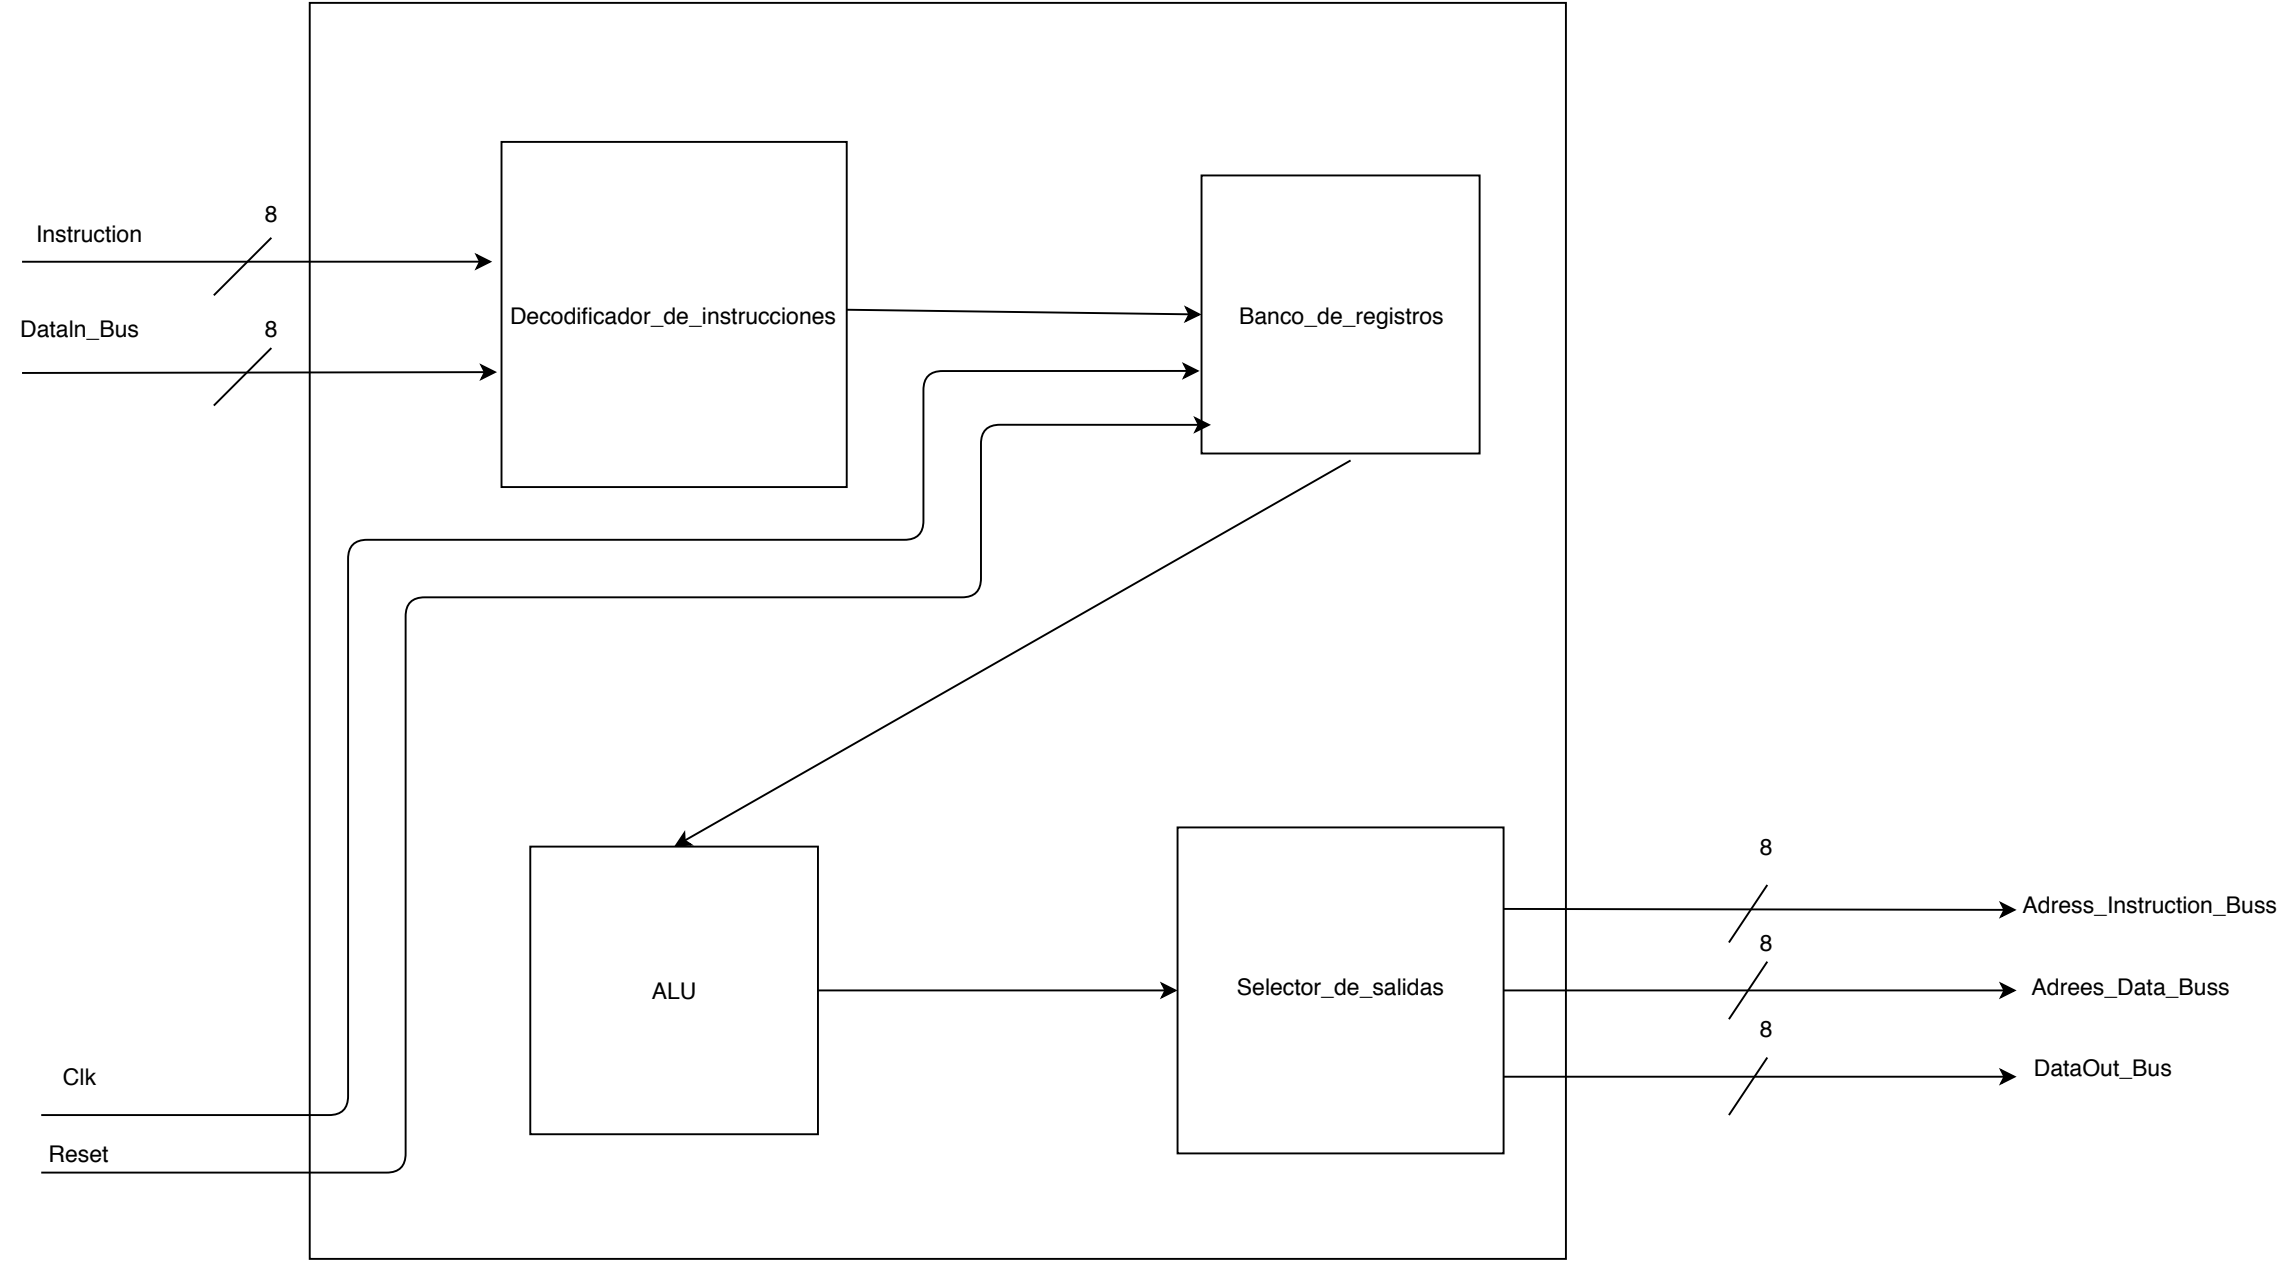 8
Instruction
DataIn_Bus
8
Decodificador_de_instrucciones
Banco_de_registros
8
Adress_Instruction_Buss
8
ALU
Selector_de_salidas
Adrees_Data_Buss
8
DataOut_Bus
Clk
Reset